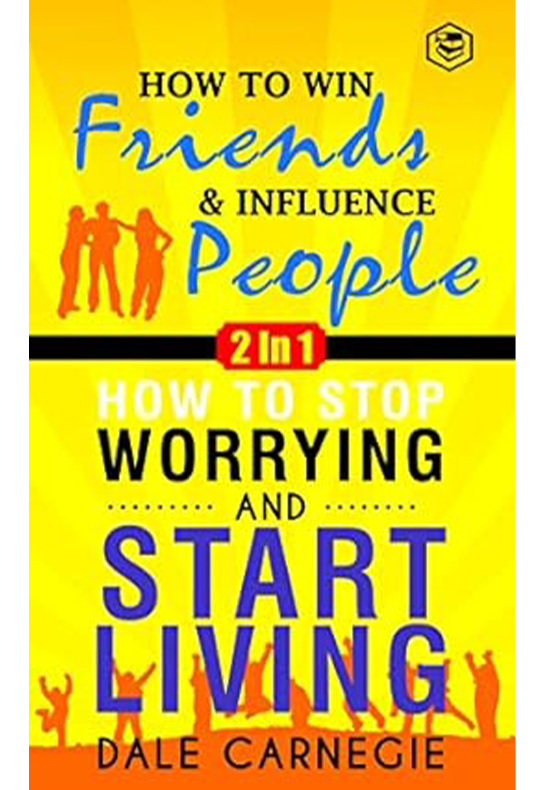 HOW TO WIN
Friends
& INFLUENCE
People
2 In 1
HOW TO STOP
WORRYING
AND
START
LIVING
DALE CARNEGIE